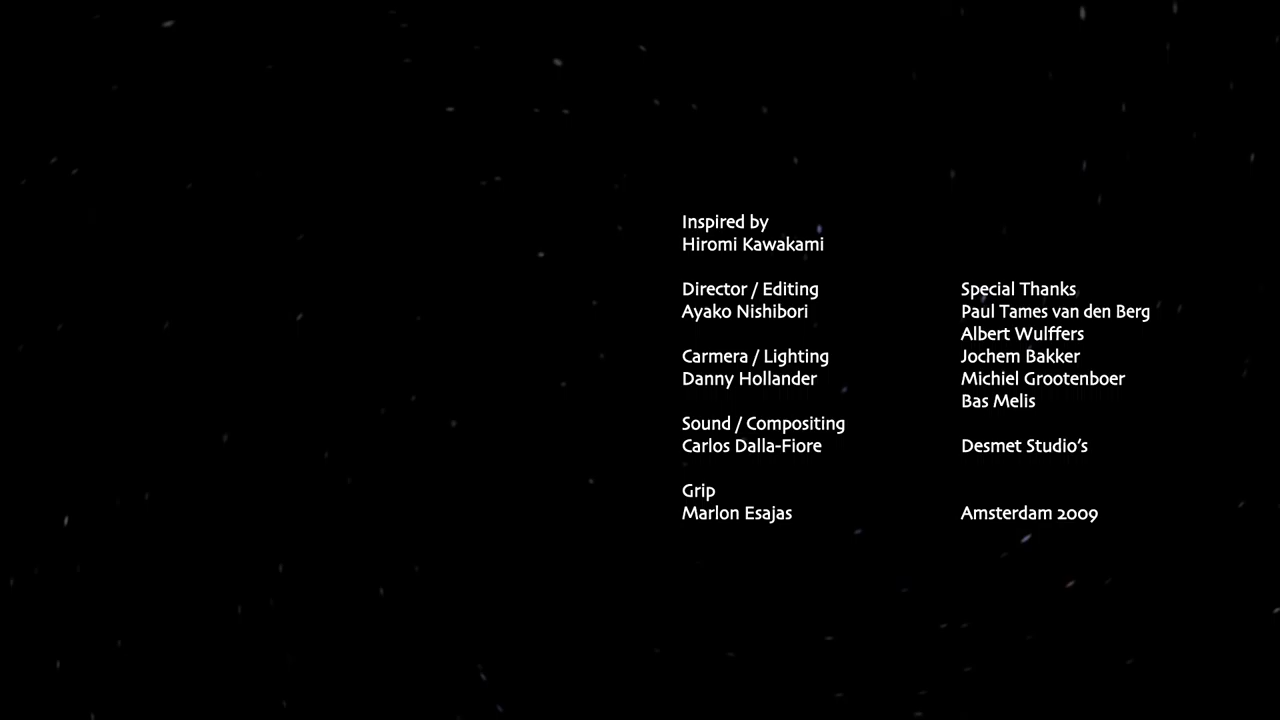 Inspired by
Hiromi Kawakami
Director / Editing
Ayako Nishibori
Carmera / Lighting
Danny Hollander
Sound / Compositing
Carlos Dalla-Fiore
Grip
Marlon Esajas
Special Thanks
Paul Tames van den Berg
Albert Wulffers
Jochem Bakker
Michiel Grootenboer
Bas Melis
Desmet Studio’s
Amsterdam 2009